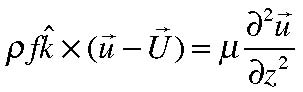 ρfk̂ × (u⃗ − U⃗) = μ ∂²u⃗ / ∂z²